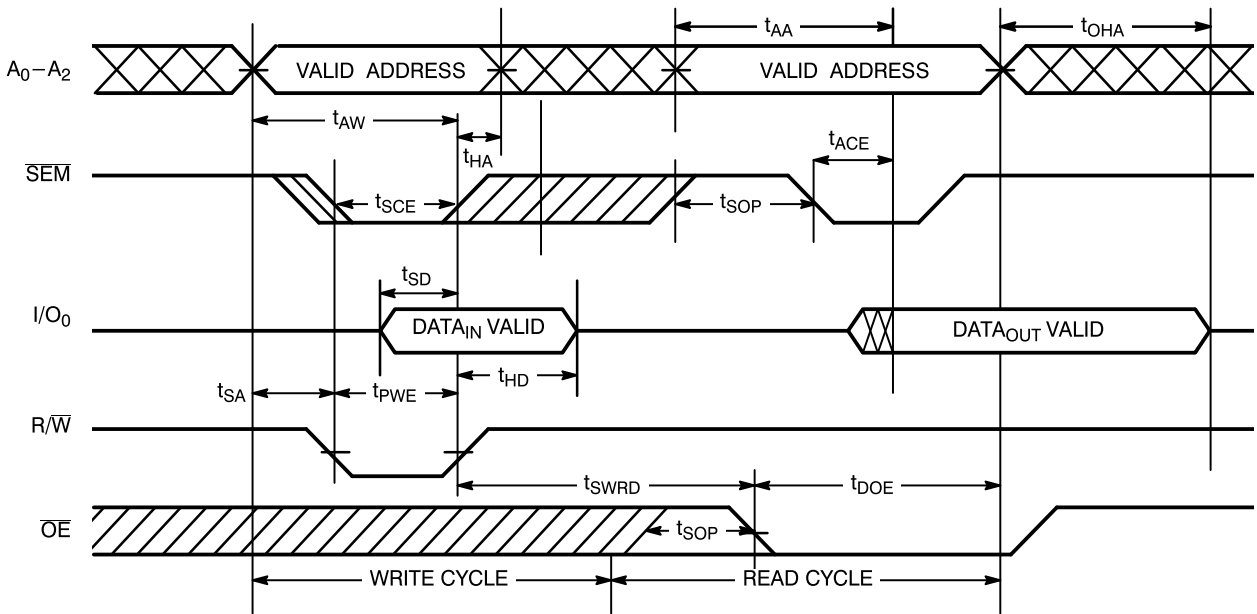 tAA
tOHA
A0–A2
VALID ADDRESS
VALID ADDRESS
tAW
tHA
tACE
SEM
tSCE
tSOP
tSD
I/O0
DATAIN VALID
DATAOUT VALID
tSA
tPWE
tHD
R/W
tSWRD
tDOE
OE
tSOP
WRITE CYCLE
READ CYCLE